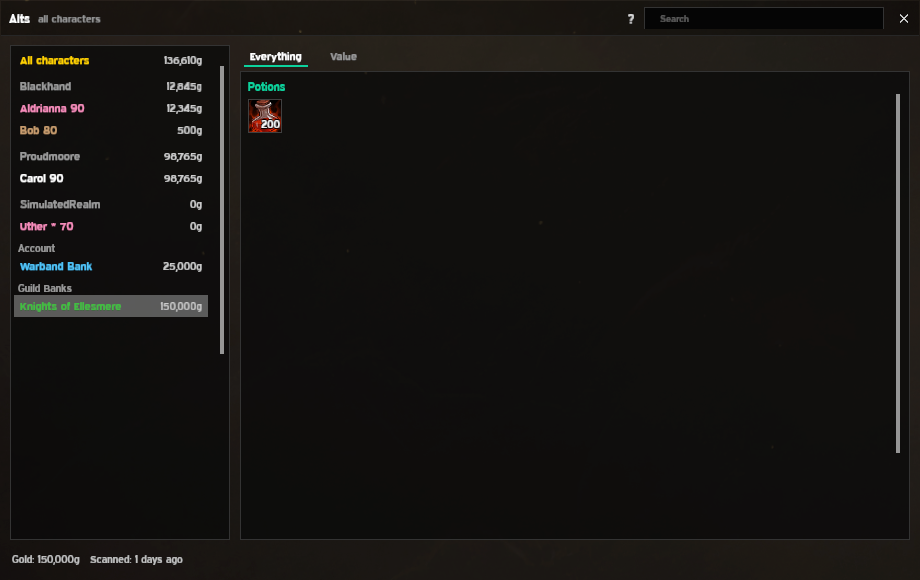 Alts all characters ? Search
All characters 136,610g
Blackhand 12,845g
Aldrianna 90 12,345g
Bob 80 500g
Proudmoore 98,765g
Carol 90 98,765g
SimulatedRealm 0g
Uther * 70 0g
Account
Warband Bank 25,000g
Guild Banks
Knights of Ellesmere 150,000g
Everything Value
Potions
200
Gold: 150,000g Scanned: 1 days ago